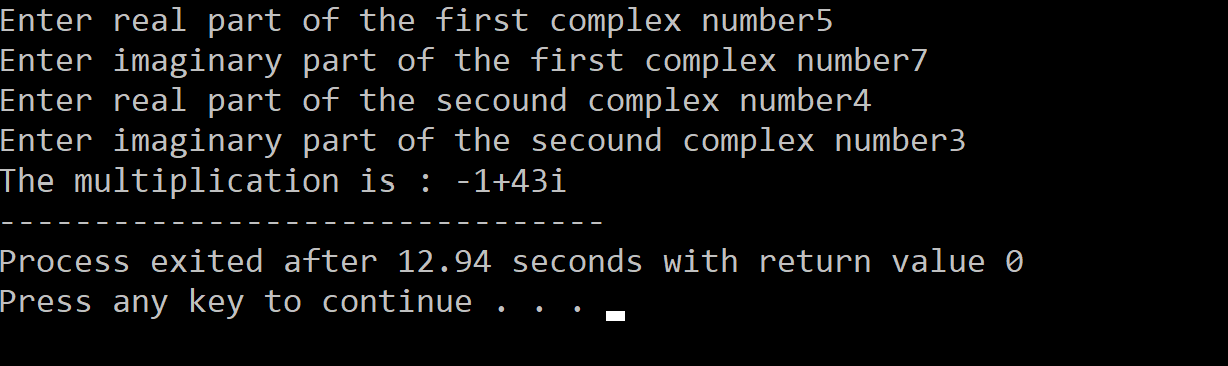 Enter real part of the first complex number5
Enter imaginary part of the first complex number7
Enter real part of the secound complex number4
Enter imaginary part of the secound complex number3
The multiplication is : -1+43i
--------------------------------
Process exited after 12.94 seconds with return value 0
Press any key to continue . . .